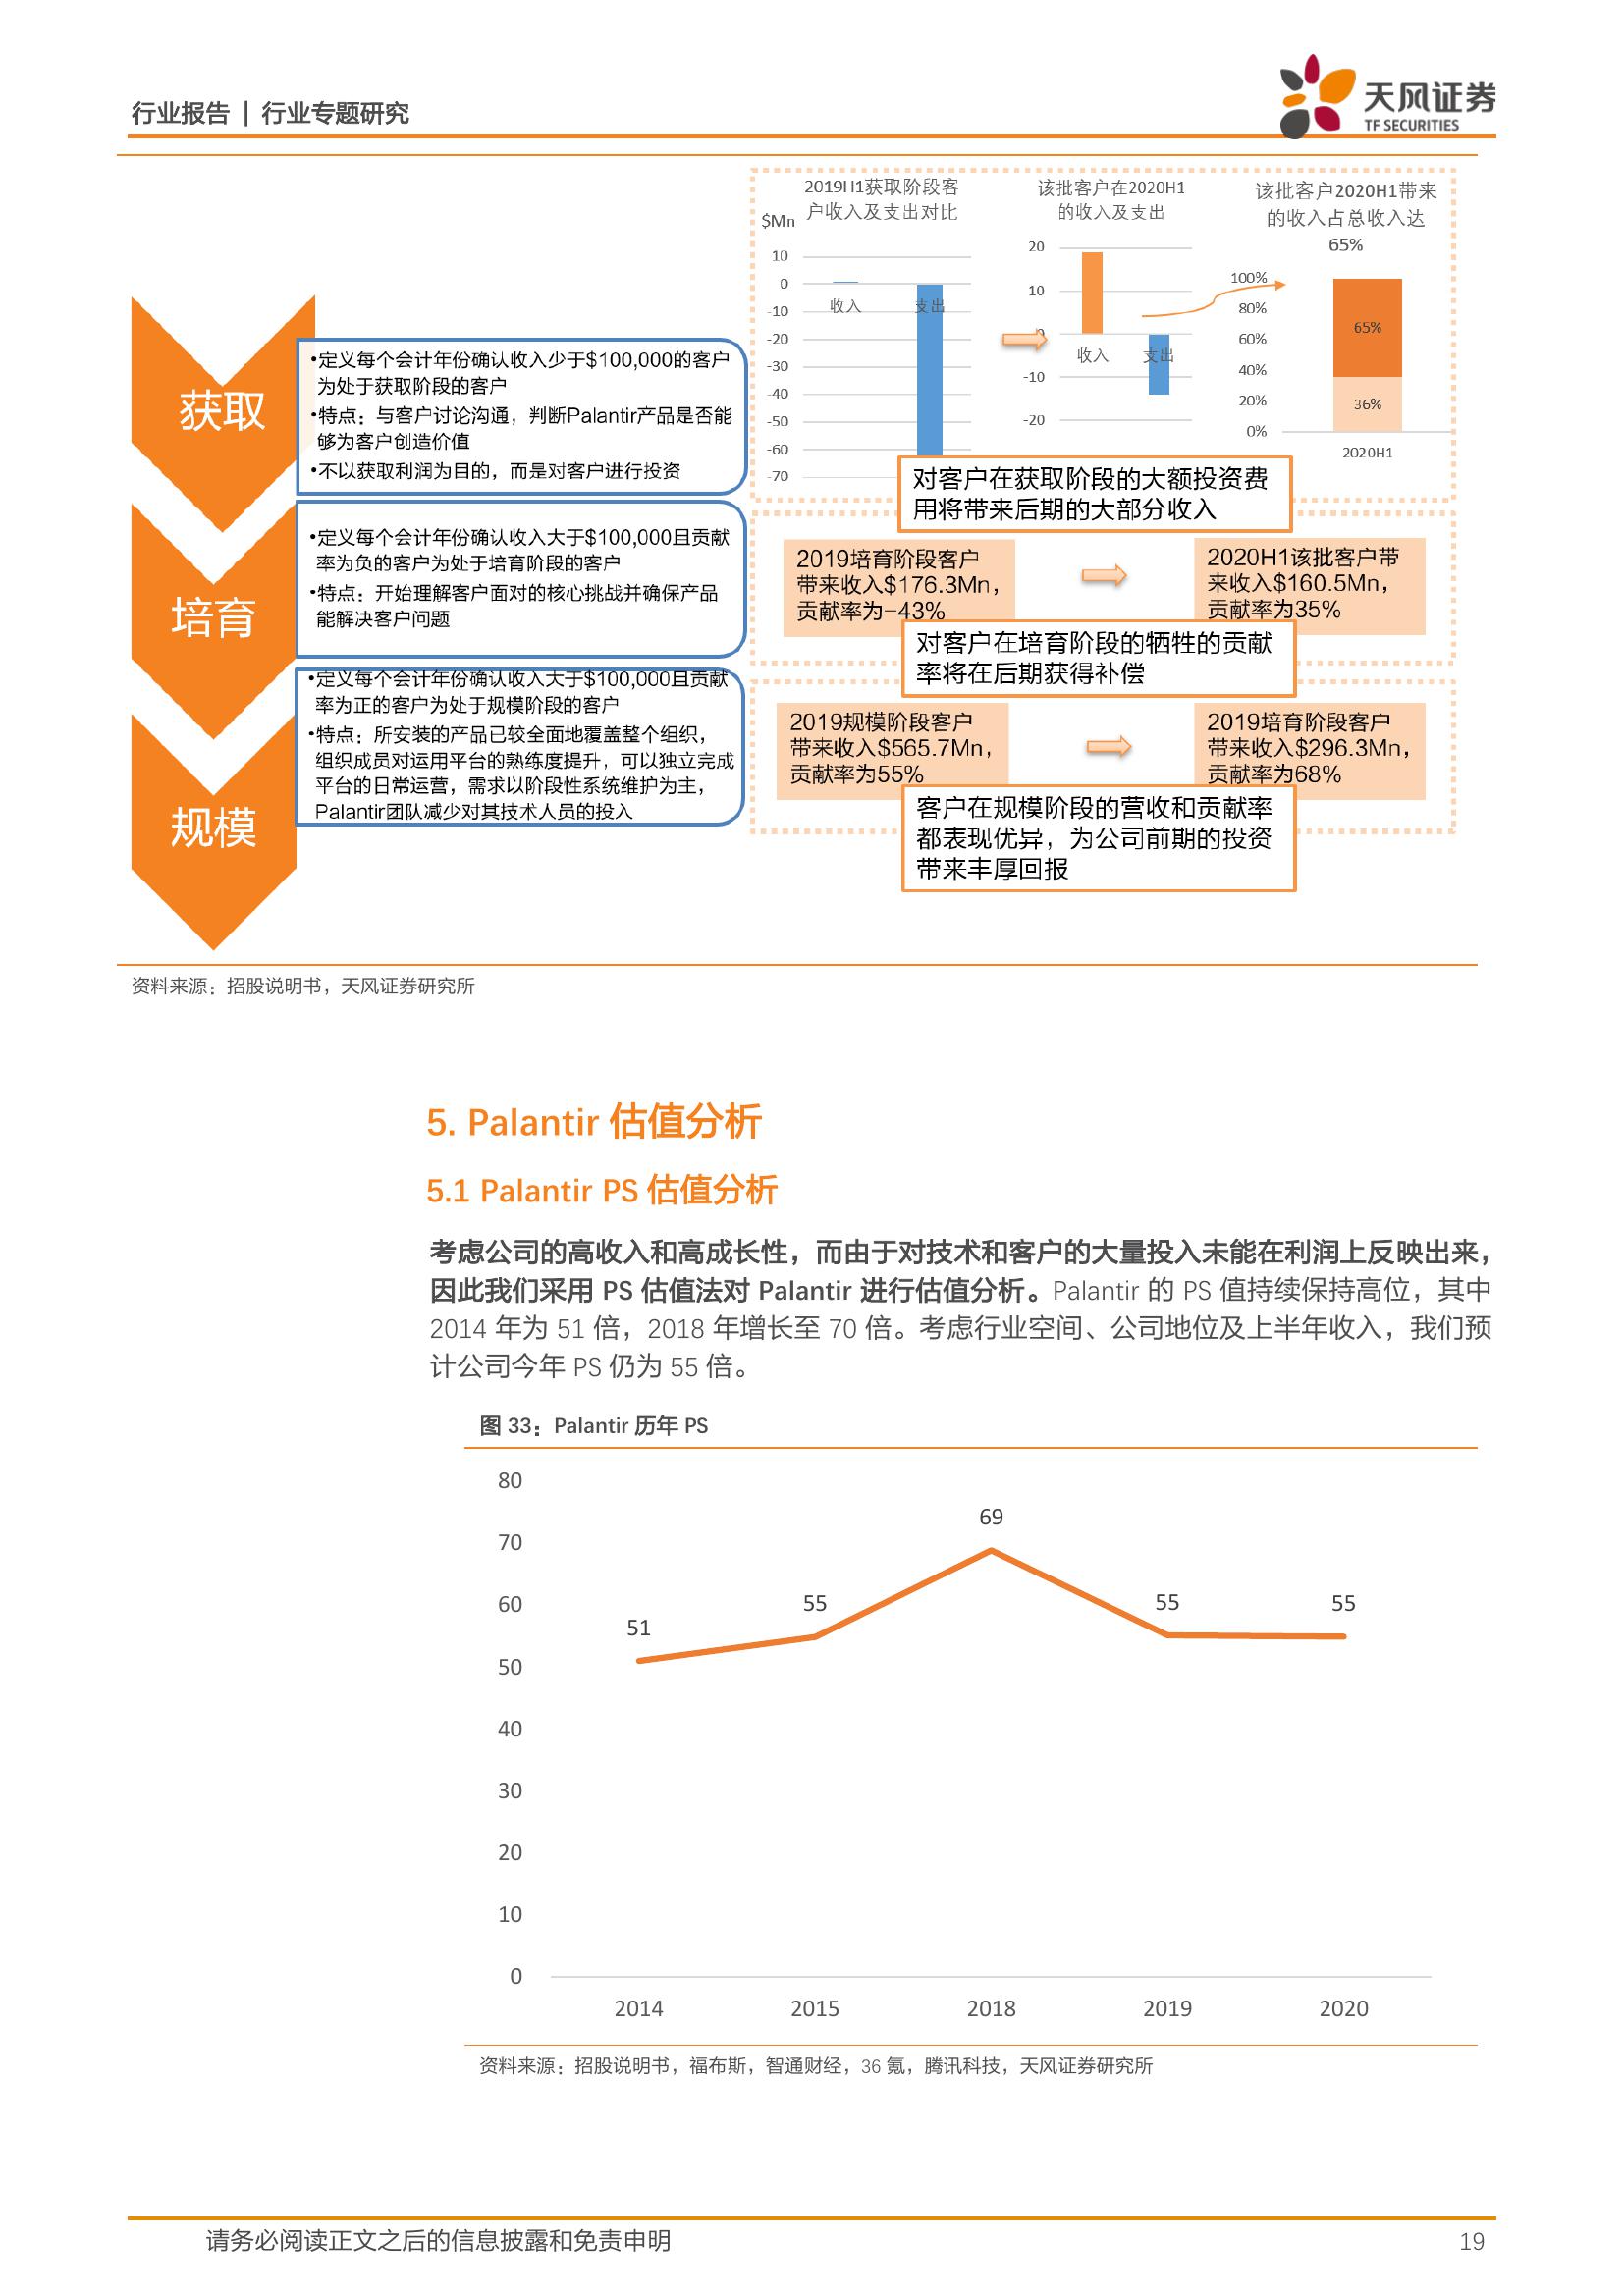 行业报告 | 行业专题研究
天风证券
TF SECURITIES
获取
•定义每个会计年份确认收入少于$100,000的客户
为处于获取阶段的客户
•特点：与客户讨论沟通，判断Palantir产品是否能
够为客户创造价值
•不以获取利润为目的，而是对客户进行投资
2019H1获取阶段客
户收入及支出对比
$Mn
10
0
-10
-20
-30
-40
-50
-60
-70
收入
支出
该批客户在2020H1
的收入及支出
20
10
0
-10
-20
收入
支出
该批客户2020H1带来
的收入占总收入达
65%
100%
80%
60%
40%
20%
0%
65%
36%
2020H1
对客户在获取阶段的大额投资费
用将带来后期的大部分收入
培育
•定义每个会计年份确认收入大于$100,000且贡献
率为负的客户为处于培育阶段的客户
•特点：开始理解客户面对的核心挑战并确保产品
能解决客户问题
2019培育阶段客户
带来收入$176.3Mn，
贡献率为-43%
2020H1该批客户带
来收入$160.5Mn，
贡献率为35%
对客户在培育阶段的牺牲的贡献
率将在后期获得补偿
规模
•定义每个会计年份确认收入大于$100,000且贡献
率为正的客户为处于规模阶段的客户
•特点：所安装的产品已较全面地覆盖整个组织，
组织成员对运用平台的熟练度提升，可以独立完成
平台的日常运营，需求以阶段性系统维护为主，
Palantir团队减少对其技术人员的投入
2019规模阶段客户
带来收入$565.7Mn，
贡献率为55%
2019培育阶段客户
带来收入$296.3Mn，
贡献率为68%
客户在规模阶段的营收和贡献率
都表现优异，为公司前期的投资
带来丰厚回报
资料来源：招股说明书，天风证券研究所
5. Palantir 估值分析
5.1 Palantir PS 估值分析
考虑公司的高收入和高成长性，而由于对技术和客户的大量投入未能在利润上反映出来，
因此我们采用 PS 估值法对 Palantir 进行估值分析。Palantir 的 PS 值持续保持高位，其中
2014 年为 51 倍，2018 年增长至 70 倍。考虑行业空间、公司地位及上半年收入，我们预
计公司今年 PS 仍为 55 倍。
图 33：Palantir 历年 PS
80
70
60
50
40
30
20
10
0
51
55
69
55
55
2014
2015
2018
2019
2020
资料来源：招股说明书，福布斯，智通财经，36 氪，腾讯科技，天风证券研究所
请务必阅读正文之后的信息披露和免责申明
19